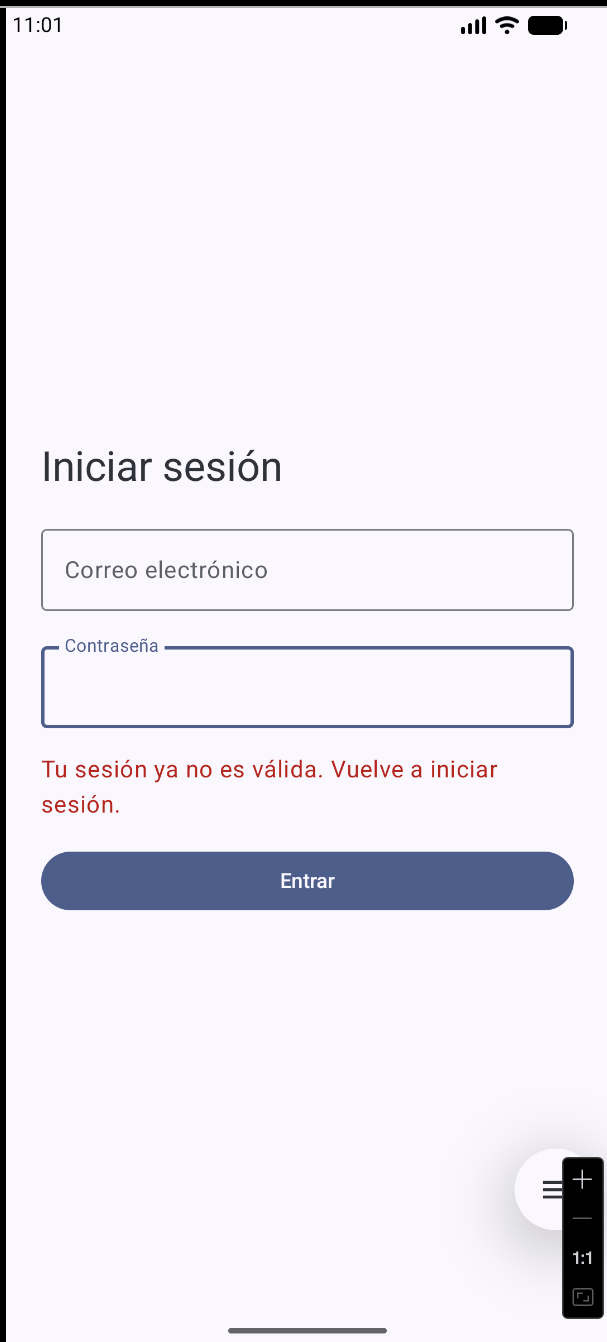 11:01
Iniciar sesión
Correo electrónico
Contraseña
Tu sesión ya no es válida. Vuelve a iniciar
sesión.
Entrar
1:1